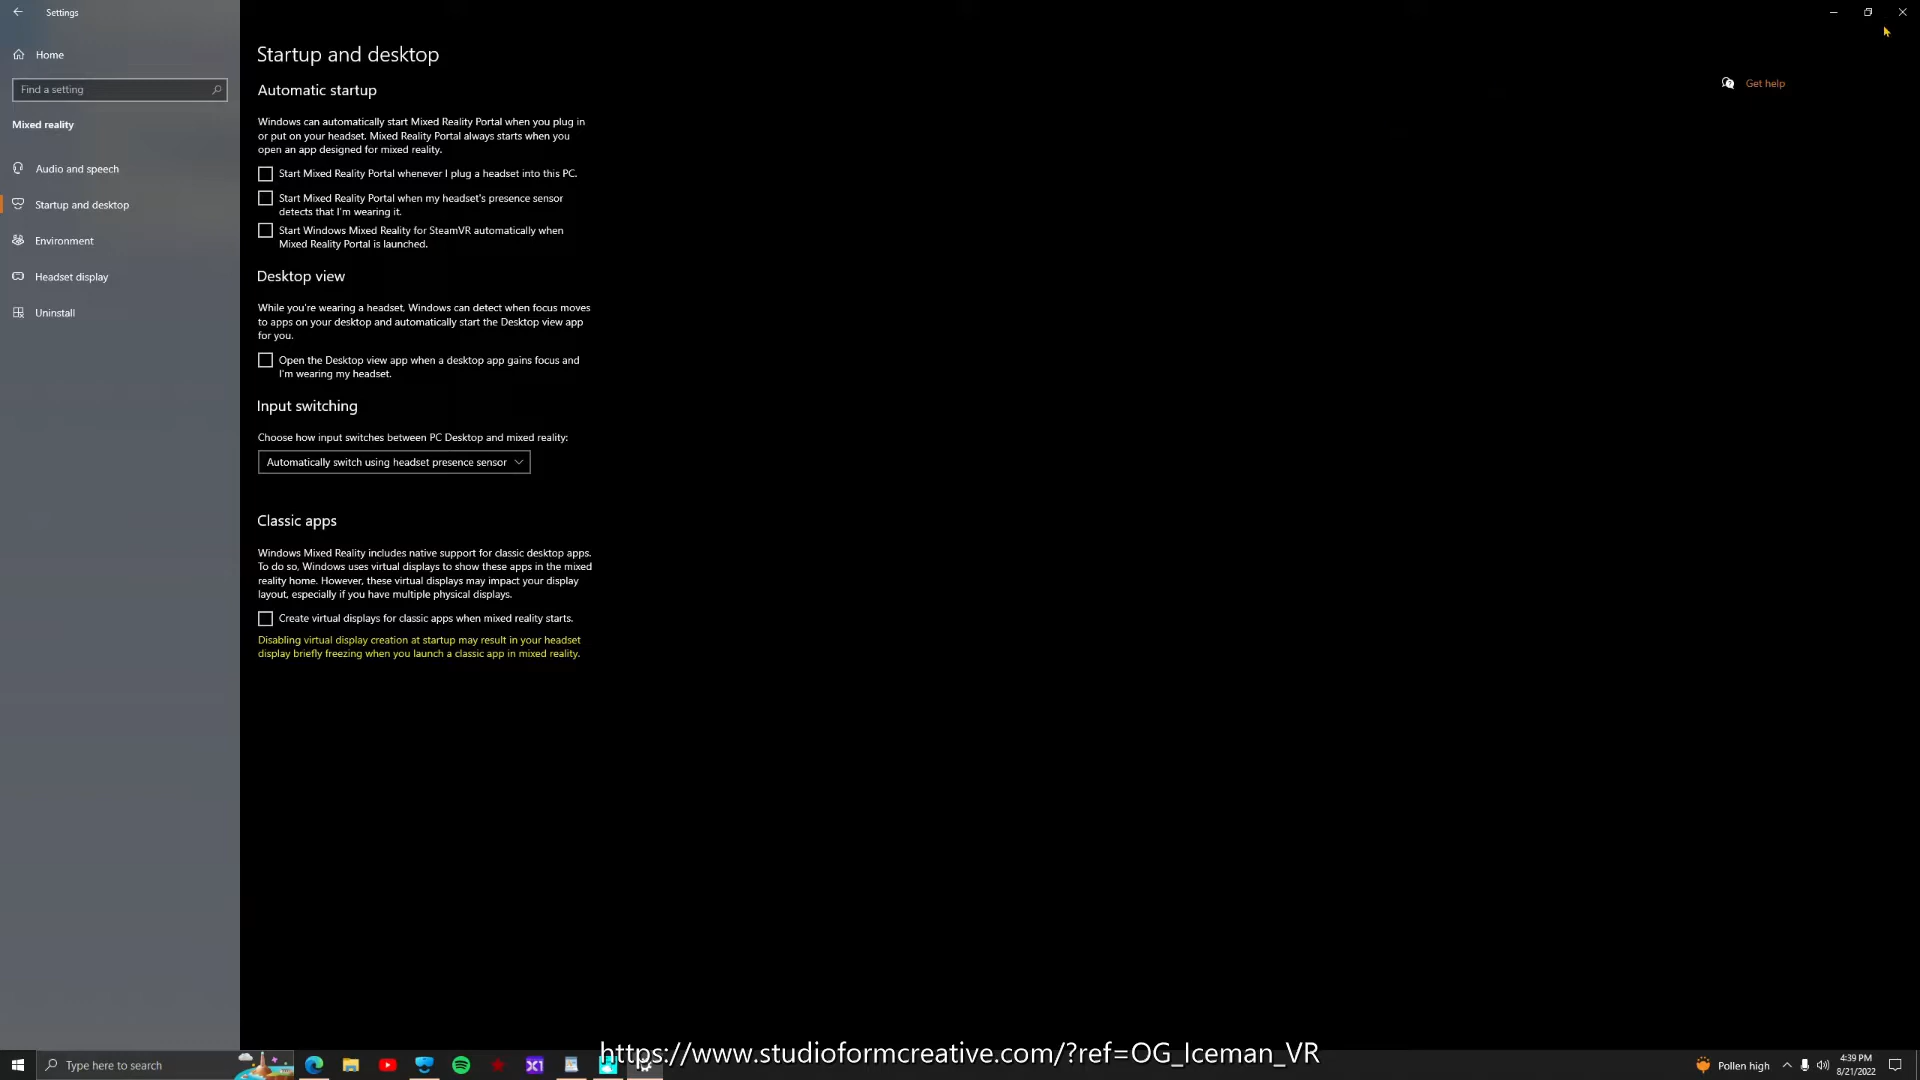 Settings
Home
Find a setting
Mixed reality
Audio and speech
Startup and desktop
Environment
Headset display
Uninstall
Startup and desktop
Automatic startup
Windows can automatically start Mixed Reality Portal when you plug in
or put on your headset. Mixed Reality Portal always starts when you
open an app designed for mixed reality.
Start Mixed Reality Portal whenever I plug a headset into this PC.
Start Mixed Reality Portal when my headset's presence sensor
detects that I'm wearing it.
Start Windows Mixed Reality for SteamVR automatically when
Mixed Reality Portal is launched.
Desktop view
While you're wearing a headset, Windows can detect when focus moves
to apps on your desktop and automatically start the Desktop view app
for you.
Open the Desktop view app when a desktop app gains focus and
I'm wearing my headset.
Input switching
Choose how input switches between PC Desktop and mixed reality:
Automatically switch using headset presence sensor
Classic apps
Windows Mixed Reality includes native support for classic desktop apps.
To do so, Windows uses virtual displays to show these apps in the mixed
reality home. However, these virtual displays may impact your display
layout, especially if you have multiple physical displays.
Create virtual displays for classic apps when mixed reality starts.
Disabling virtual display creation at startup may result in your headset
display briefly freezing when you launch a classic app in mixed reality.
Get help
https://www.studioformcreative.com/?ref=OG_Iceman_VR
Type here to search
X1
Pollen high
4:39 PM
8/21/2022